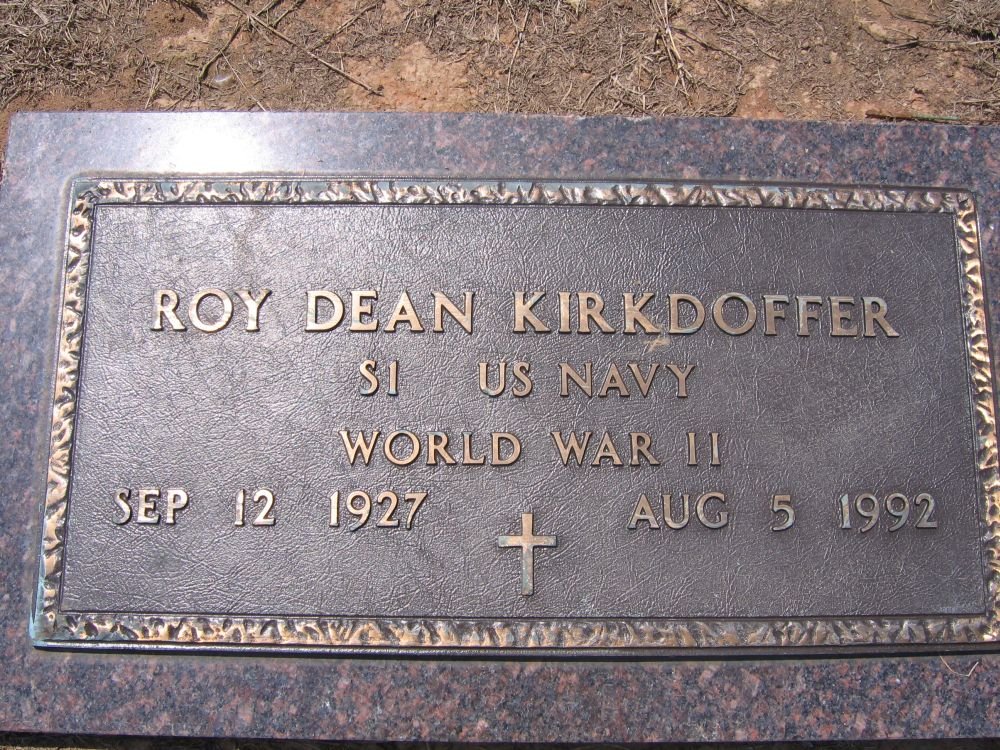 ROY DEAN KIRKDOFFER
S1 US NAVY
WORLD WAR II
SEP 12 1927 AUG 5 1992